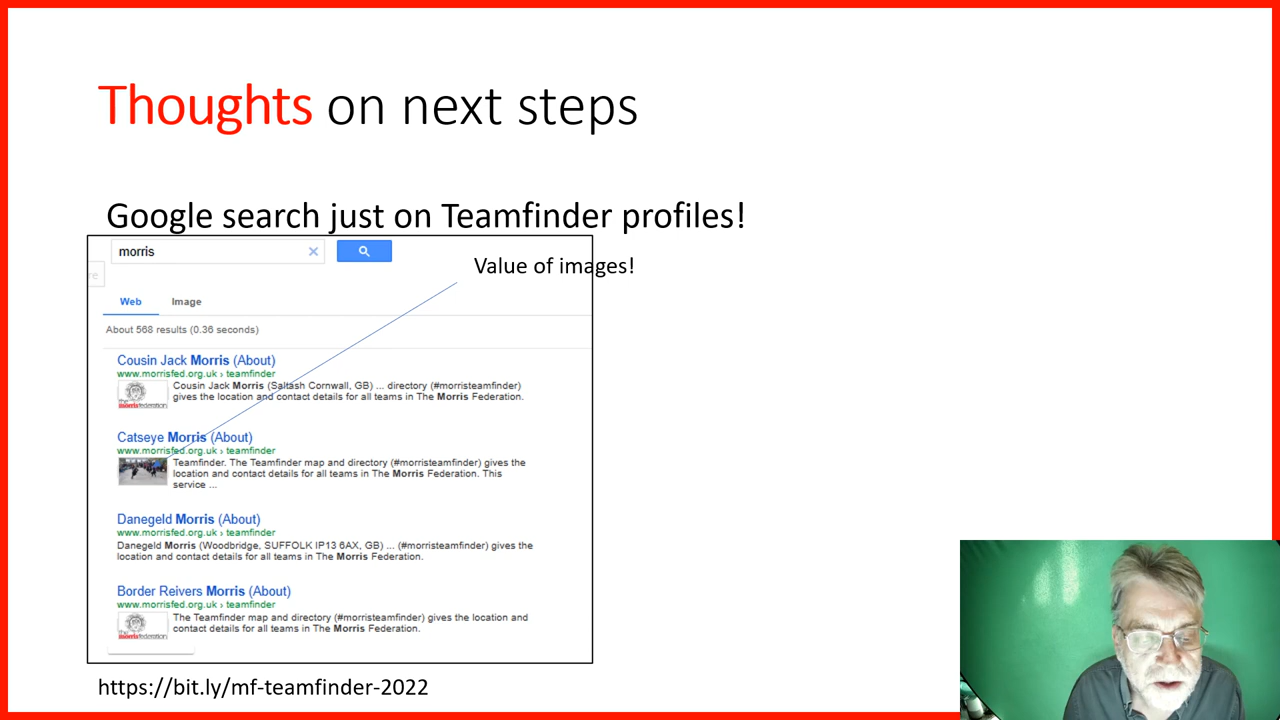 Thoughts on next steps
Google search just on Teamfinder profiles!
morris
Value of images!
re
Web Image
About 568 results (0.36 seconds)
Cousin Jack Morris (About)
www.morrisfed.org.uk › teamfinder
Cousin Jack Morris (Saltash Cornwall, GB) ... directory (#morristeamfinder)
gives the location and contact details for all teams in The Morris Federation.
the
morrisfederation
Catseye Morris (About)
www.morrisfed.org.uk › teamfinder
Teamfinder. The Teamfinder map and directory (#morristeamfinder) gives the
location and contact details for all teams in The Morris Federation. This
service ...
Danegeld Morris (About)
www.morrisfed.org.uk › teamfinder
Danegeld Morris (Woodbridge, SUFFOLK IP13 6AX, GB) ... (#morristeamfinder) gives the
location and contact details for all teams in The Morris Federation.
Border Reivers Morris (About)
www.morrisfed.org.uk › teamfinder
The Teamfinder map and directory (#morristeamfinder) gives the location and
contact details for all teams in The Morris Federation.
the
morrisfederation
https://bit.ly/mf-teamfinder-2022